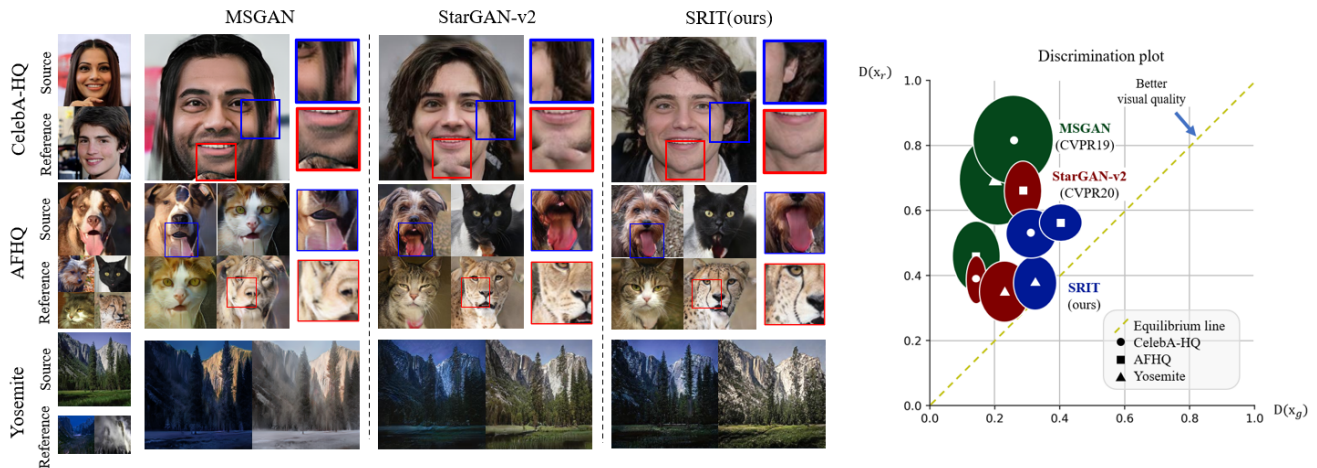 MSGAN
StarGAN-v2
SRIT(ours)
CelebA-HQ
Source
Reference
AFHQ
Source
Reference
Yosemite
Source
Reference
Discrimination plot
D(x_r)
1.0
0.8
0.6
0.4
0.2
0.0
0.0
0.2
0.4
0.6
0.8
1.0
D(x_g)
Better
visual quality
MSGAN
(CVPR19)
StarGAN-v2
(CVPR20)
SRIT
(ours)
Equilibrium line
CelebA-HQ
AFHQ
Yosemite